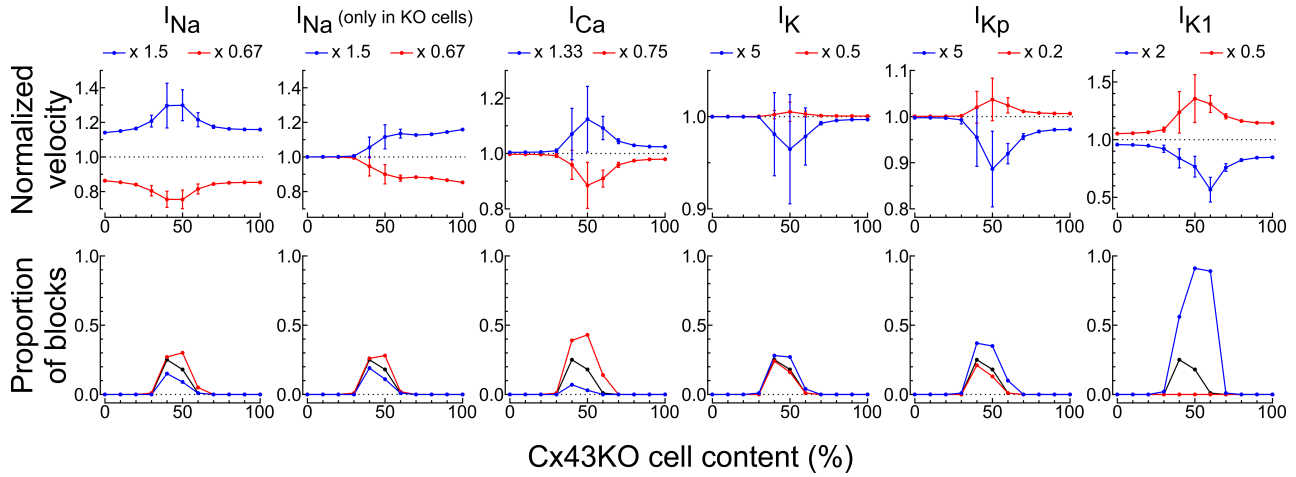 I_Na I_Na (only in KO cells) I_Ca I_K I_Kp I_K1
x 1.5 x 0.67 x 1.5 x 0.67 x 1.33 x 0.75 x 5 x 0.5 x 5 x 0.2 x 2 x 0.5
Normalized
velocity
1.4
1.2
1.0
0.8
0 50 100%
1.4
1.2
1.0
0.8
0 50 100%
1.2
1.0
0.8
0 50 100%
1.0
0.9
0 50 100%
1.1
1.0
0.9
0.8
0 50 100%
1.5
1.0
0.5
0 50 100%
Proportion
of blocks
1.0
0.5
0.0
0 50 100
1.0
0.5
0.0
0 50 100
1.0
0.5
0.0
0 50 100
1.0
0.5
0.0
0 50 100
1.0
0.5
0.0
0 50 100
1.0
0.5
0.0
0 50 100
Cx43KO cell content (%)